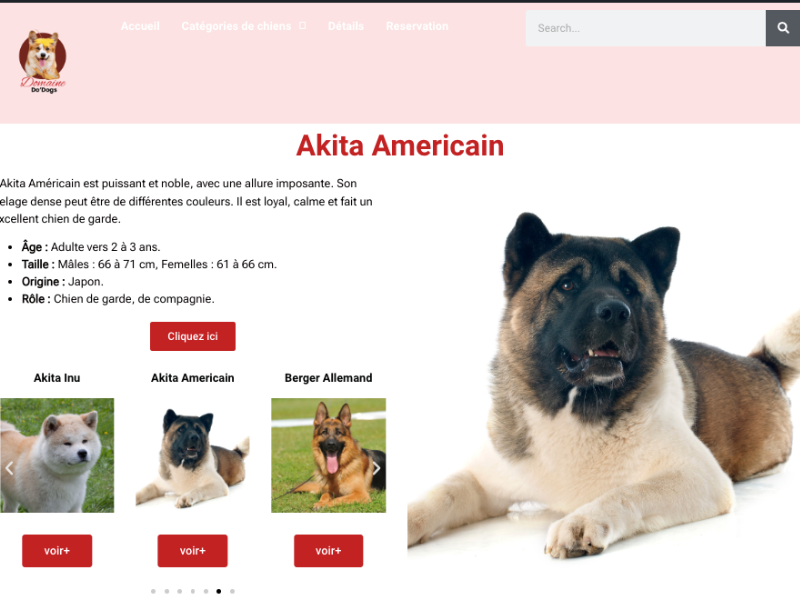 Accueil Catégories de chiens Détails Réservation
Search...
Domaine
Do'Dogs
Akita Americain
Akita Américain est puissant et noble, avec une allure imposante. Son
elage dense peut être de différentes couleurs. Il est loyal, calme et fait un
xcellent chien de garde.
Âge : Adulte vers 2 à 3 ans.
Taille : Mâles : 66 à 71 cm, Femelles : 61 à 66 cm.
Origine : Japon.
Rôle : Chien de garde, de compagnie.
Cliquez ici
Akita Inu Akita Americain Berger Allemand
voir+ voir+ voir+